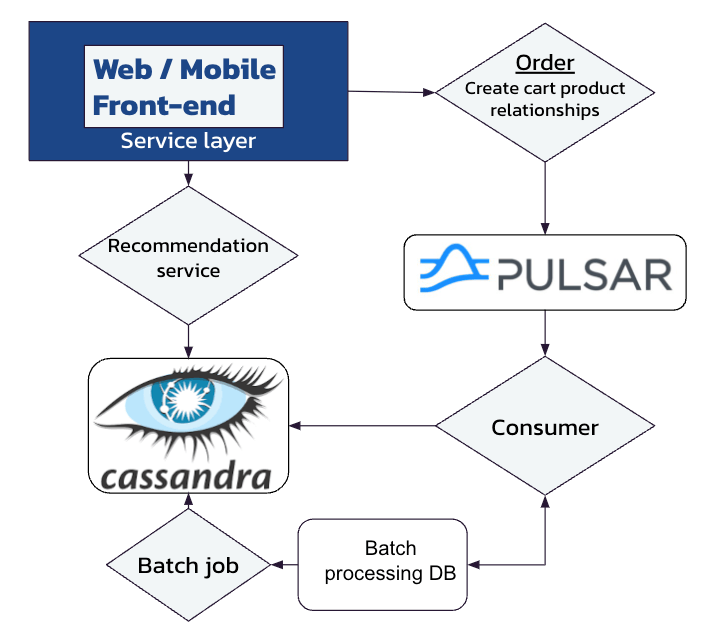 Web / Mobile
Front-end
Service layer
Order
Create cart product
relationships
Recommendation
service
PULSAR
cassandra
Consumer
Batch job
Batch
processing DB